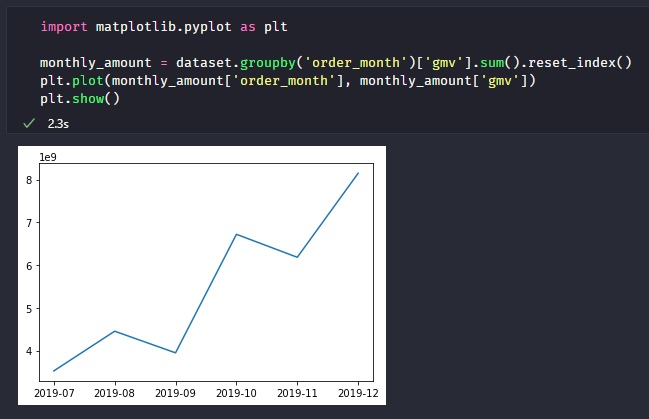 import matplotlib.pyplot as plt
monthly_amount = dataset.groupby('order_month')['gmv'].sum().reset_index()
plt.plot(monthly_amount['order_month'], monthly_amount['gmv'])
plt.show()
2.3s
1e9
8
7
6
5
4
2019-07 2019-08 2019-09 2019-10 2019-11 2019-12